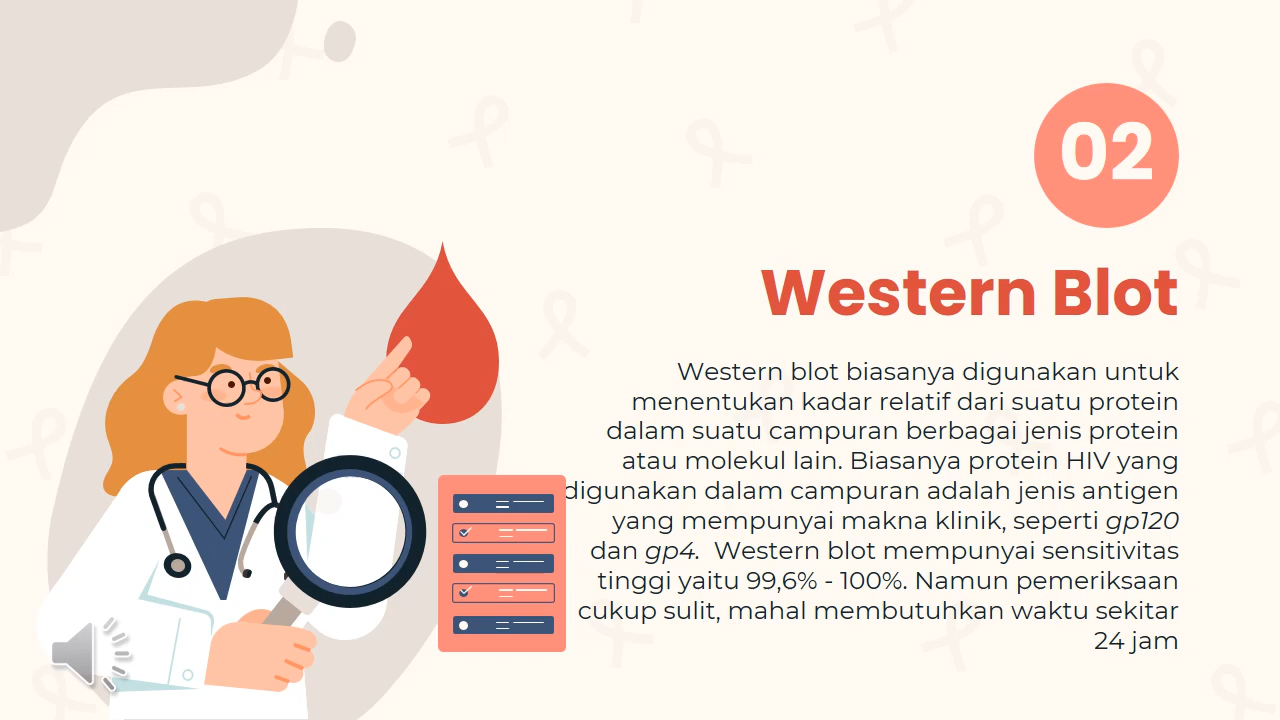 02
Western Blot
Western blot biasanya digunakan untuk
menentukan kadar relatif dari suatu protein
dalam suatu campuran berbagai jenis protein
atau molekul lain. Biasanya protein HIV yang
digunakan dalam campuran adalah jenis antigen
yang mempunyai makna klinik, seperti gp120
dan gp4.  Western blot mempunyai sensitivitas
tinggi yaitu 99,6% - 100%. Namun pemeriksaan
cukup sulit, mahal membutuhkan waktu sekitar
24 jam